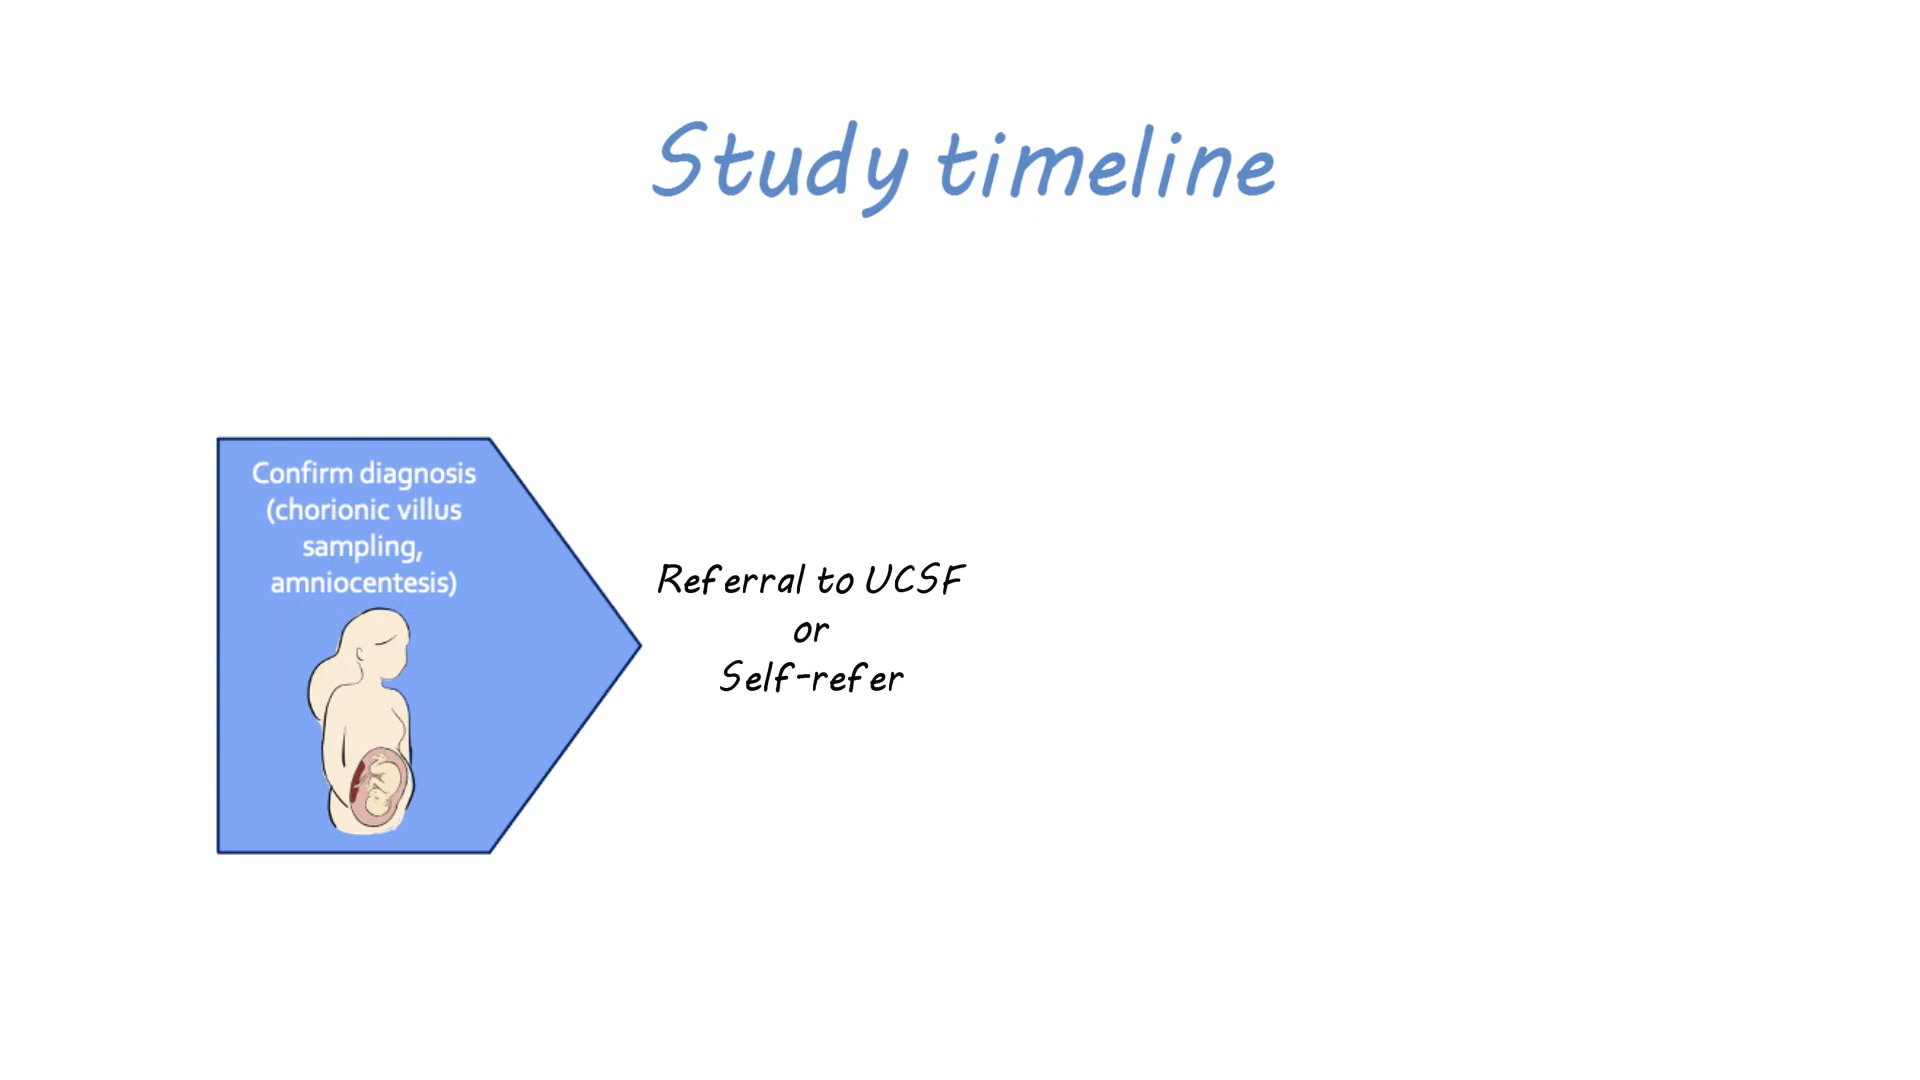 Study timeline
Confirm diagnosis
(chorionic villus
sampling,
amniocentesis)
Referral to UCSF
or
Self-refer